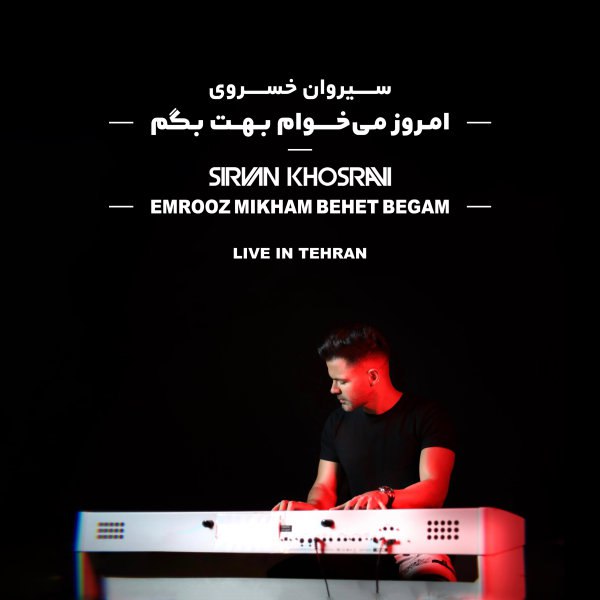 سیروان خسروی
امروز می‌خوام بهت بگم
SIRVAN KHOSRAVI
EMROOZ MIKHAM BEHET BEGAM
LIVE IN TEHRAN